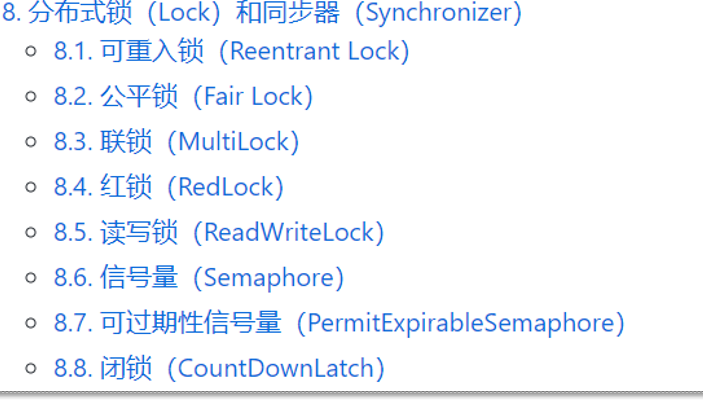 8. 分布式锁（Lock）和同步器（Synchronizer）
8.1. 可重入锁（Reentrant Lock）
8.2. 公平锁（Fair Lock）
8.3. 联锁（MultiLock）
8.4. 红锁（RedLock）
8.5. 读写锁（ReadWriteLock）
8.6. 信号量（Semaphore）
8.7. 可过期性信号量（PermitExpirableSemaphore）
8.8. 闭锁（CountDownLatch）